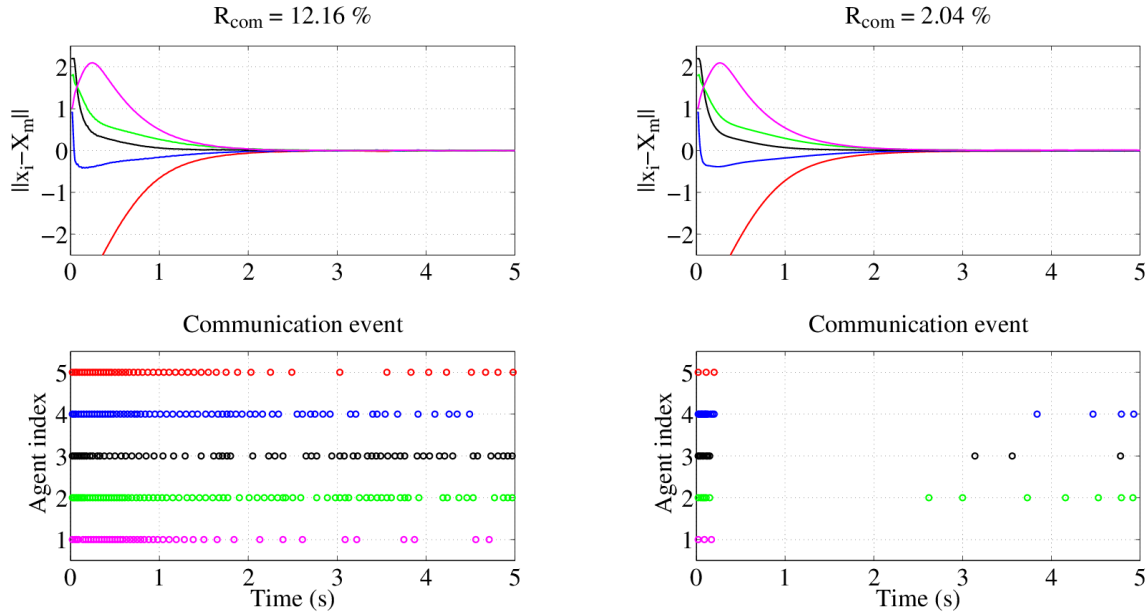 R_com = 12.16 %
2
1
0
−1
−2
||x_i−X_m||
0 1 2 3 4 5
Communication event
5
4
3
2
1
Agent index
0 1 2 3 4 5
Time (s)
R_com = 2.04 %
2
1
0
−1
−2
||x_i−X_m||
0 1 2 3 4 5
Communication event
5
4
3
2
1
Agent index
0 1 2 3 4 5
Time (s)